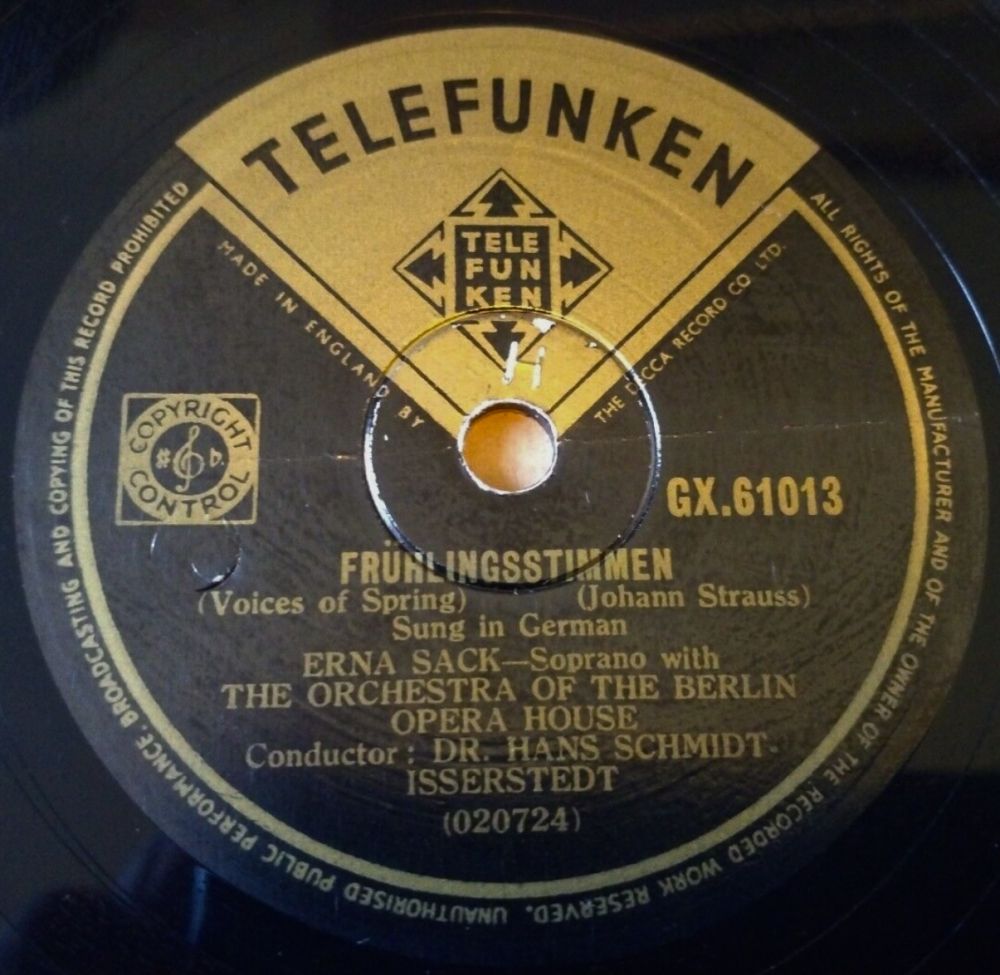 TELEFUNKEN
TELE
FUN
KEN
MADE IN ENGLAND BY
THE DECCA RECORD CO LTD.
ALL RIGHTS OF THE MANUFACTURER AND OF THE OWNER OF THE RECORDED WORK RESERVED. UNAUTHORISED PUBLIC PERFORMANCE, BROADCASTING AND COPYING OF THIS RECORD PROHIBITED
COPYRIGHT
CONTROL
GX.61013
FRÜHLINGSSTIMMEN
(Voices of Spring) (Johann Strauss)
Sung in German
ERNA SACK—Soprano with
THE ORCHESTRA OF THE BERLIN
OPERA HOUSE
Conductor: DR. HANS SCHMIDT-
ISSERSTEDT
(020724)